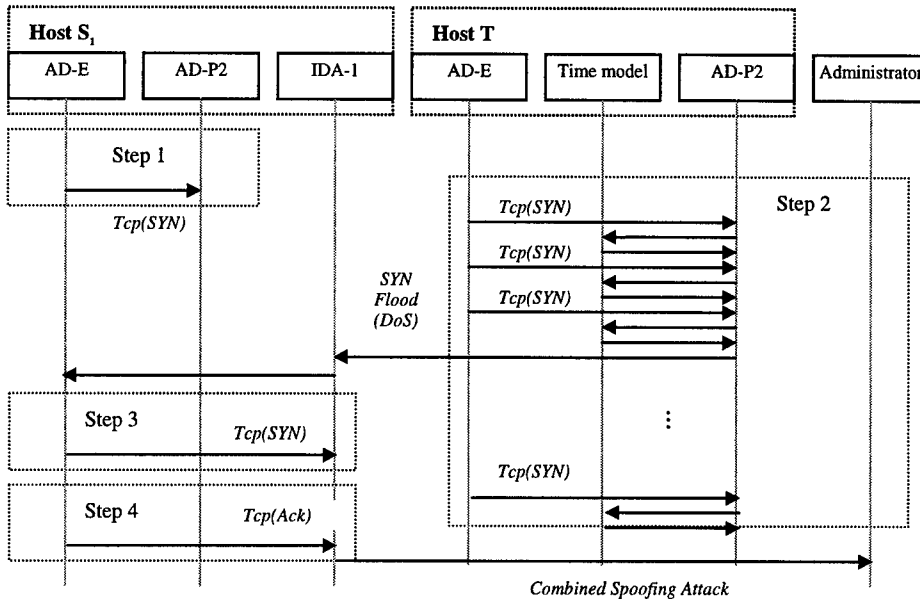 Host S1
Host T
AD-E
AD-P2
IDA-1
AD-E
Time model
AD-P2
Administrator
Step 1
Tcp(SYN)
Step 2
Tcp(SYN)
Tcp(SYN)
Tcp(SYN)
SYN
Flood
(DoS)
Step 3
Tcp(SYN)
⋮
Tcp(SYN)
Step 4
Tcp(Ack)
Combined Spoofing Attack